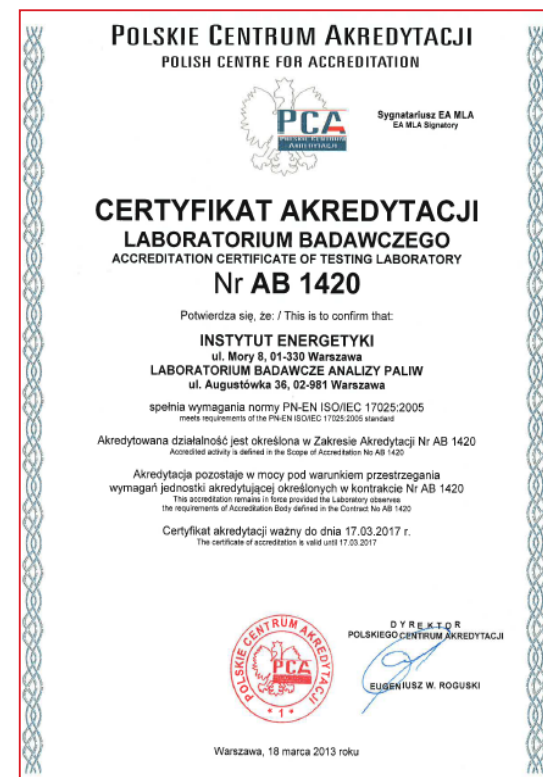 POLSKIE CENTRUM AKREDYTACJI
POLISH CENTRE FOR ACCREDITATION
PCA
POLSKIE CENTRUM
AKREDYTACJI
Sygnatariusz EA MLA
EA MLA Signatory
CERTYFIKAT AKREDYTACJI
LABORATORIUM BADAWCZEGO
ACCREDITATION CERTIFICATE OF TESTING LABORATORY
Nr AB 1420
Potwierdza się, że: / This is to confirm that:
INSTYTUT ENERGETYKI
ul. Mory 8, 01-330 Warszawa
LABORATORIUM BADAWCZE ANALIZY PALIW
ul. Augustówka 36, 02-981 Warszawa
spełnia wymagania normy PN-EN ISO/IEC 17025:2005
meets requirements of the PN-EN ISO/IEC 17025:2005 standard
Akredytowana działalność jest określona w Zakresie Akredytacji Nr AB 1420
Accredited activity is defined in the Scope of Accreditation No AB 1420
Akredytacja pozostaje w mocy pod warunkiem przestrzegania
wymagań jednostki akredytującej określonych w kontrakcie Nr AB 1420
This accreditation remains in force provided the Laboratory observes
the requirements of Accreditation Body defined in the Contract No AB 1420
Certyfikat akredytacji ważny do dnia 17.03.2017 r.
The certificate of accreditation is valid until 17.03.2017
POLSKIE CENTRUM AKREDYTACJI
PCA
* 1 *
DYREKTOR
POLSKIEGO CENTRUM AKREDYTACJI
EUGENIUSZ W. ROGUSKI
Warszawa, 18 marca 2013 roku